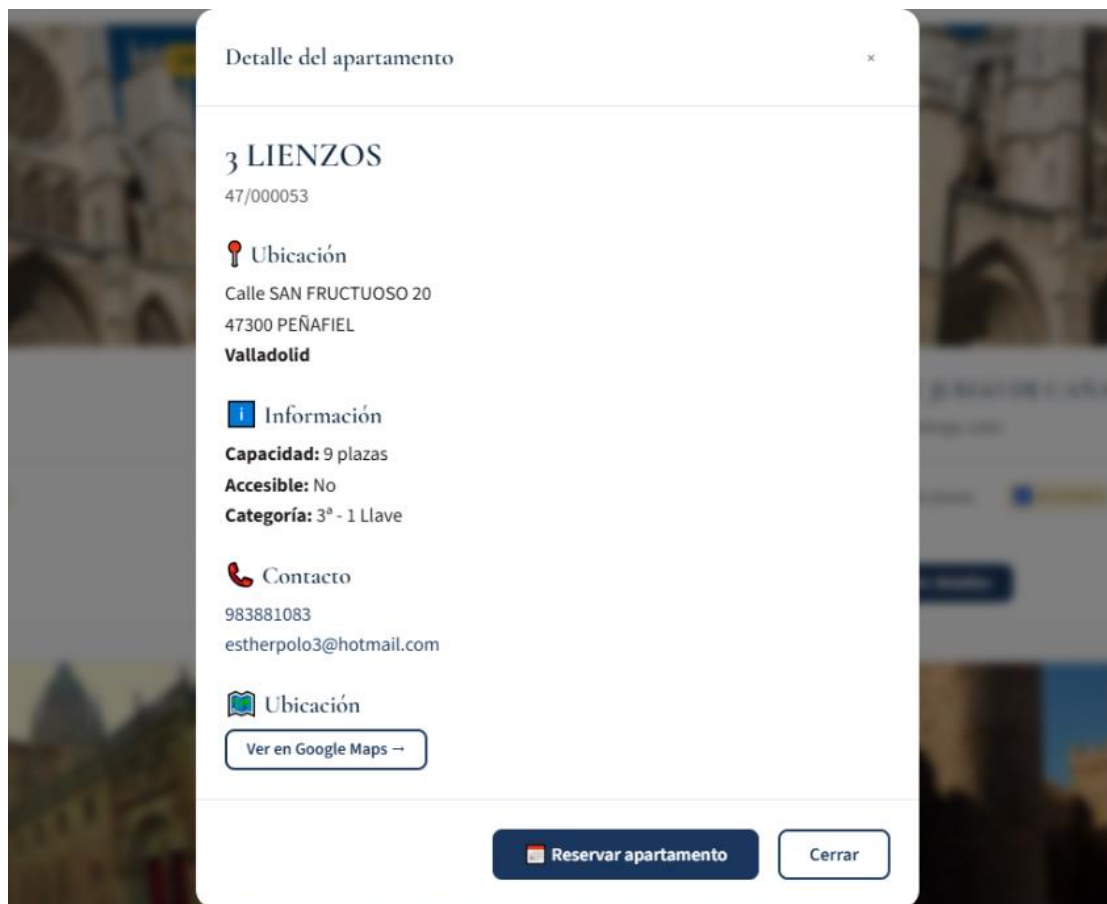 Detalle del apartamento ×
3 LIENZOS
47/000053
Ubicación
Calle SAN FRUCTUOSO 20
47300 PEÑAFIEL
Valladolid
i Información
Capacidad: 9 plazas
Accesible: No
Categoría: 3ª - 1 Llave
Contacto
983881083
estherpolo3@hotmail.com
Ubicación
Ver en Google Maps →
Reservar apartamento
Cerrar